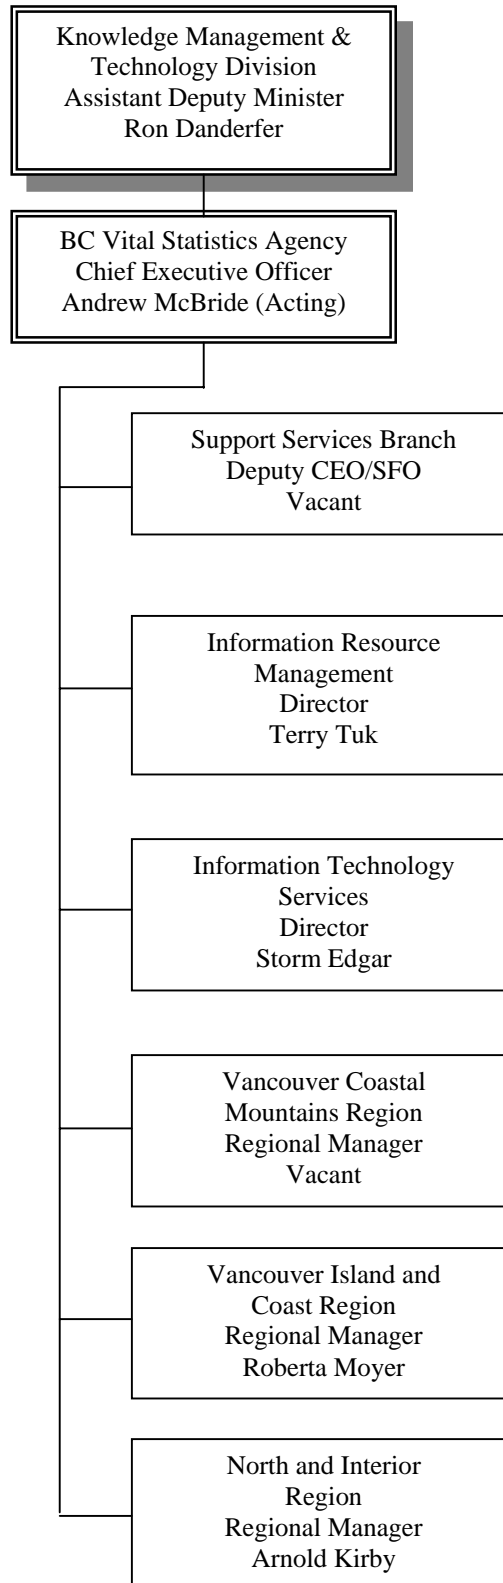 Knowledge Management &
Technology Division
Assistant Deputy Minister
Ron Danderfer
BC Vital Statistics Agency
Chief Executive Officer
Andrew McBride (Acting)
Support Services Branch
Deputy CEO/SFO
Vacant
Information Resource
Management
Director
Terry Tuk
Information Technology
Services
Director
Storm Edgar
Vancouver Coastal
Mountains Region
Regional Manager
Vacant
Vancouver Island and
Coast Region
Regional Manager
Roberta Moyer
North and Interior
Region
Regional Manager
Arnold Kirby